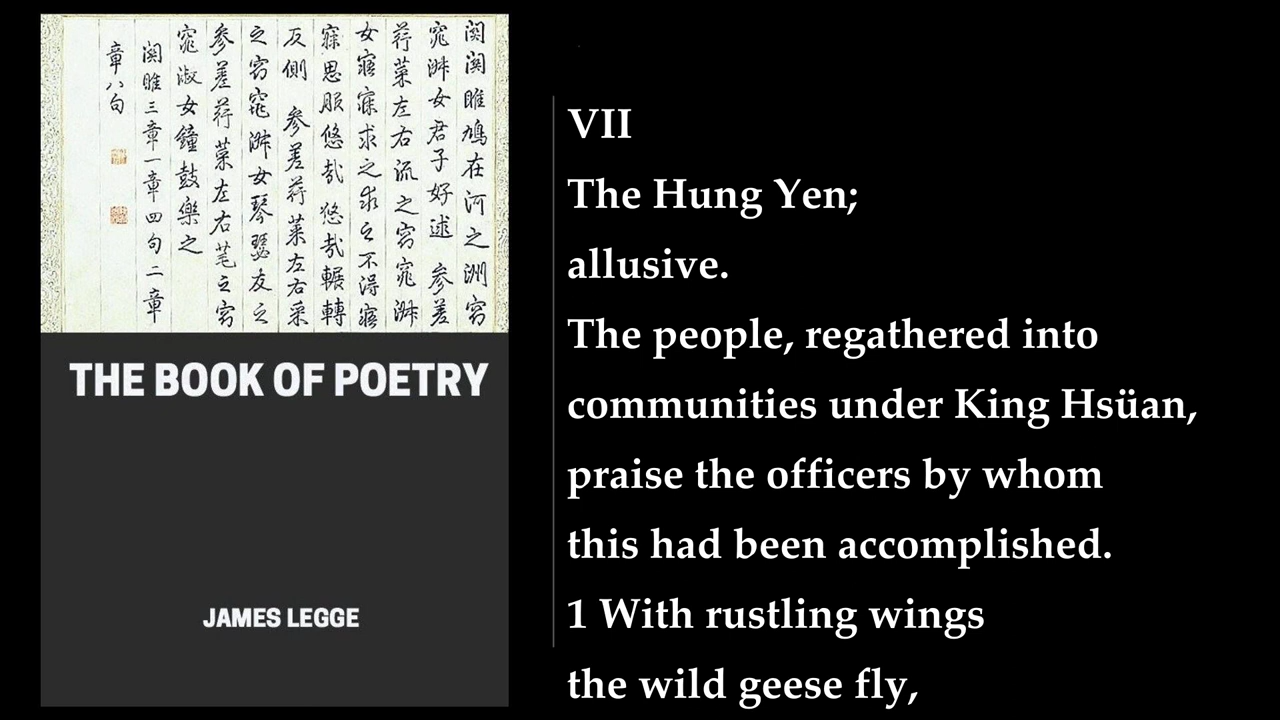 関関雎鳩在河之洲窈
窕淑女君子好逑 参差
荇菜左右流之窈窕淑
女寤寐求之求之不得寤
寐思服悠哉悠哉輾轉
反側 参差荇菜左右采
之窈窕淑女琴瑟友之
参差荇菜左右芼之窈
窕淑女鐘鼓樂之
関雎三章一章四句二章
章八句
THE BOOK OF POETRY
JAMES LEGGE
VII
The Hung Yen;
allusive.
The people, regathered into
communities under King Hsüan,
praise the officers by whom
this had been accomplished.
1 With rustling wings
the wild geese fly,